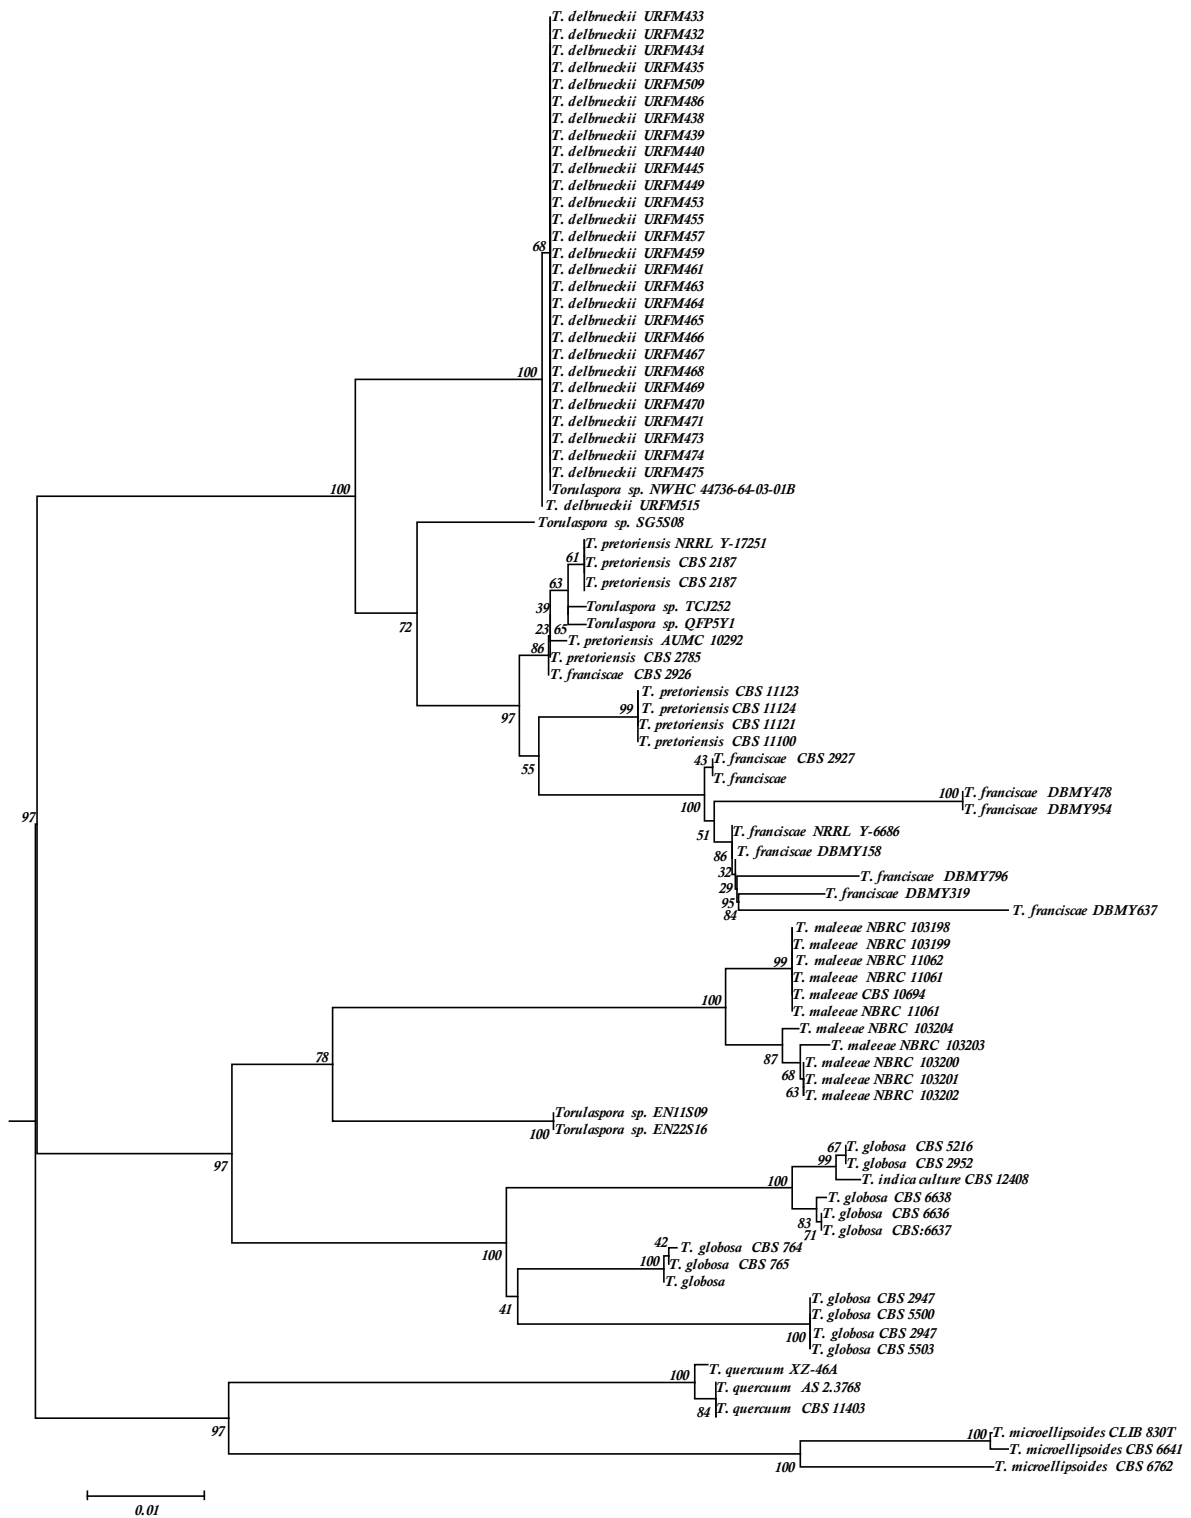 T. delbrueckii URFM433
T. delbrueckii URFM432
T. delbrueckii URFM434
T. delbrueckii URFM435
T. delbrueckii URFM509
T. delbrueckii URFM486
T. delbrueckii URFM438
T. delbrueckii URFM439
T. delbrueckii URFM440
T. delbrueckii URFM445
T. delbrueckii URFM449
T. delbrueckii URFM453
T. delbrueckii URFM455
T. delbrueckii URFM457
68 T. delbrueckii URFM459
T. delbrueckii URFM461
T. delbrueckii URFM463
T. delbrueckii URFM464
T. delbrueckii URFM465
T. delbrueckii URFM466
T. delbrueckii URFM467
100 T. delbrueckii URFM468
T. delbrueckii URFM469
T. delbrueckii URFM470
T. delbrueckii URFM471
T. delbrueckii URFM473
T. delbrueckii URFM474
T. delbrueckii URFM475
100 Torulaspora sp. NWHC 44736-64-03-01B
T. delbrueckii URFM515
Torulaspora sp. SG5S08
T. pretoriensis NRRL Y-17251
61 T. pretoriensis CBS 2187
63 T. pretoriensis CBS 2187
39 Torulaspora sp. TCJ252
72 23 65 Torulaspora sp. QFP5Y1
T. pretoriensis AUMC 10292
86 T. pretoriensis CBS 2785
T. franciscae CBS 2926
T. pretoriensis CBS 11123
99 T. pretoriensis CBS 11124
97 T. pretoriensis CBS 11121
T. pretoriensis CBS 11100
43 T. franciscae CBS 2927
55 T. franciscae
100 T. franciscae DBMY478
100 T. franciscae DBMY954
97 51 T. franciscae NRRL Y-6686
86 T. franciscae DBMY158
32 T. franciscae DBMY796
29 T. franciscae DBMY319
95
84 T. franciscae DBMY637
T. maleeae NBRC 103198
T. maleeae NBRC 103199
99 T. maleeae NBRC 11062
T. maleeae NBRC 11061
100 T. maleeae CBS 10694
T. maleeae NBRC 11061
T. maleeae NBRC 103204
T. maleeae NBRC 103203
78 87 T. maleeae NBRC 103200
68 T. maleeae NBRC 103201
63 T. maleeae NBRC 103202
Torulaspora sp. EN11S09
100 Torulaspora sp. EN22S16
67 T. globosa CBS 5216
97 99 T. globosa CBS 2952
100 T. indica culture CBS 12408
T. globosa CBS 6638
83 T. globosa CBS 6636
71 T. globosa CBS:6637
100 42 T. globosa CBS 764
100 T. globosa CBS 765
T. globosa
T. globosa CBS 2947
41 T. globosa CBS 5500
100 T. globosa CBS 2947
T. globosa CBS 5503
100 T. quercuum XZ-46A
T. quercuum AS 2.3768
84 T. quercuum CBS 11403
97 100 T. microellipsoides CLIB 830T
T. microellipsoides CBS 6641
100 T. microellipsoides CBS 6762
0.01